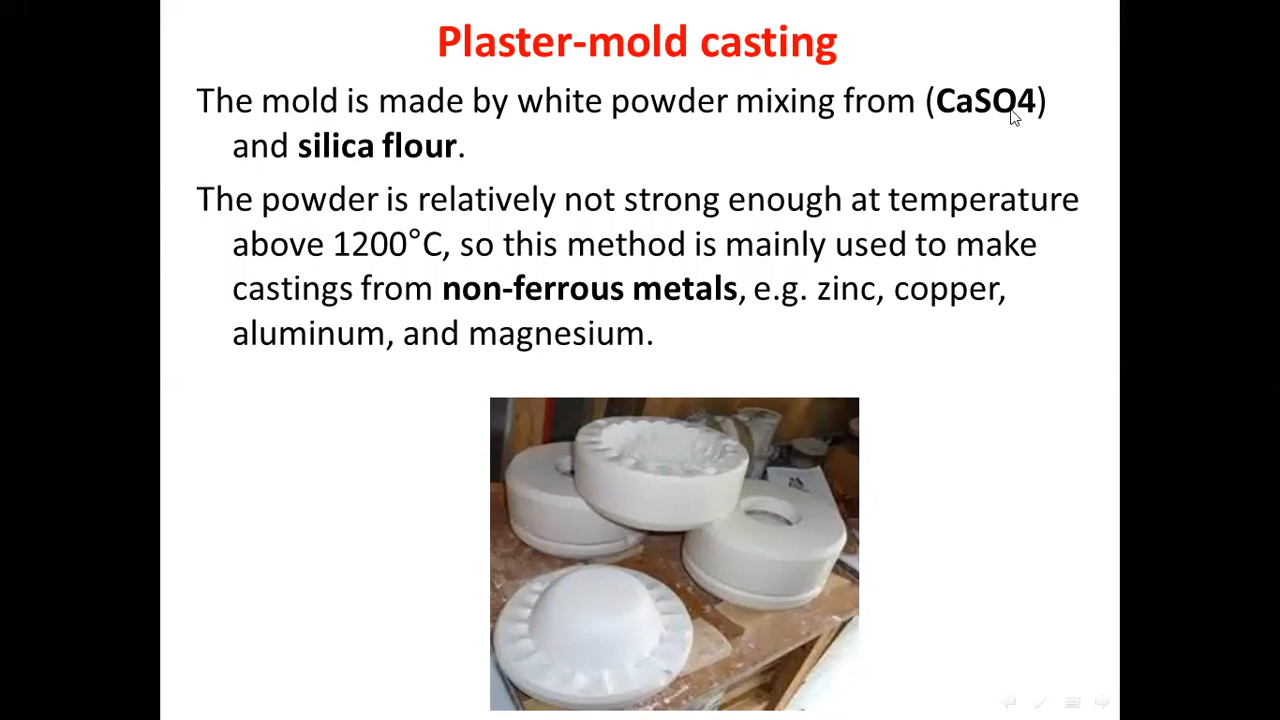 Plaster-mold casting
The mold is made by white powder mixing from (CaSO4)
and silica flour.
The powder is relatively not strong enough at temperature
above 1200°C, so this method is mainly used to make
castings from non-ferrous metals, e.g. zinc, copper,
aluminum, and magnesium.